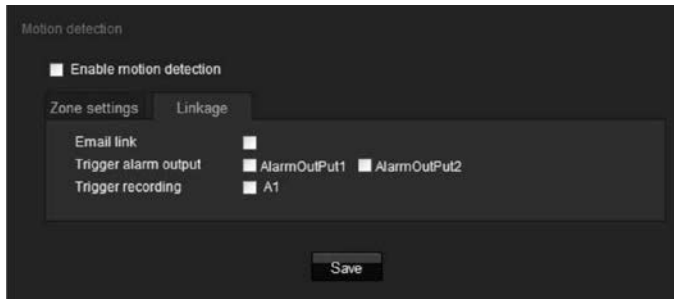 Motion detection
Enable motion detection
Zone settings Linkage
Email link
Trigger alarm output AlarmOutPut1 AlarmOutPut2
Trigger recording A1
Save